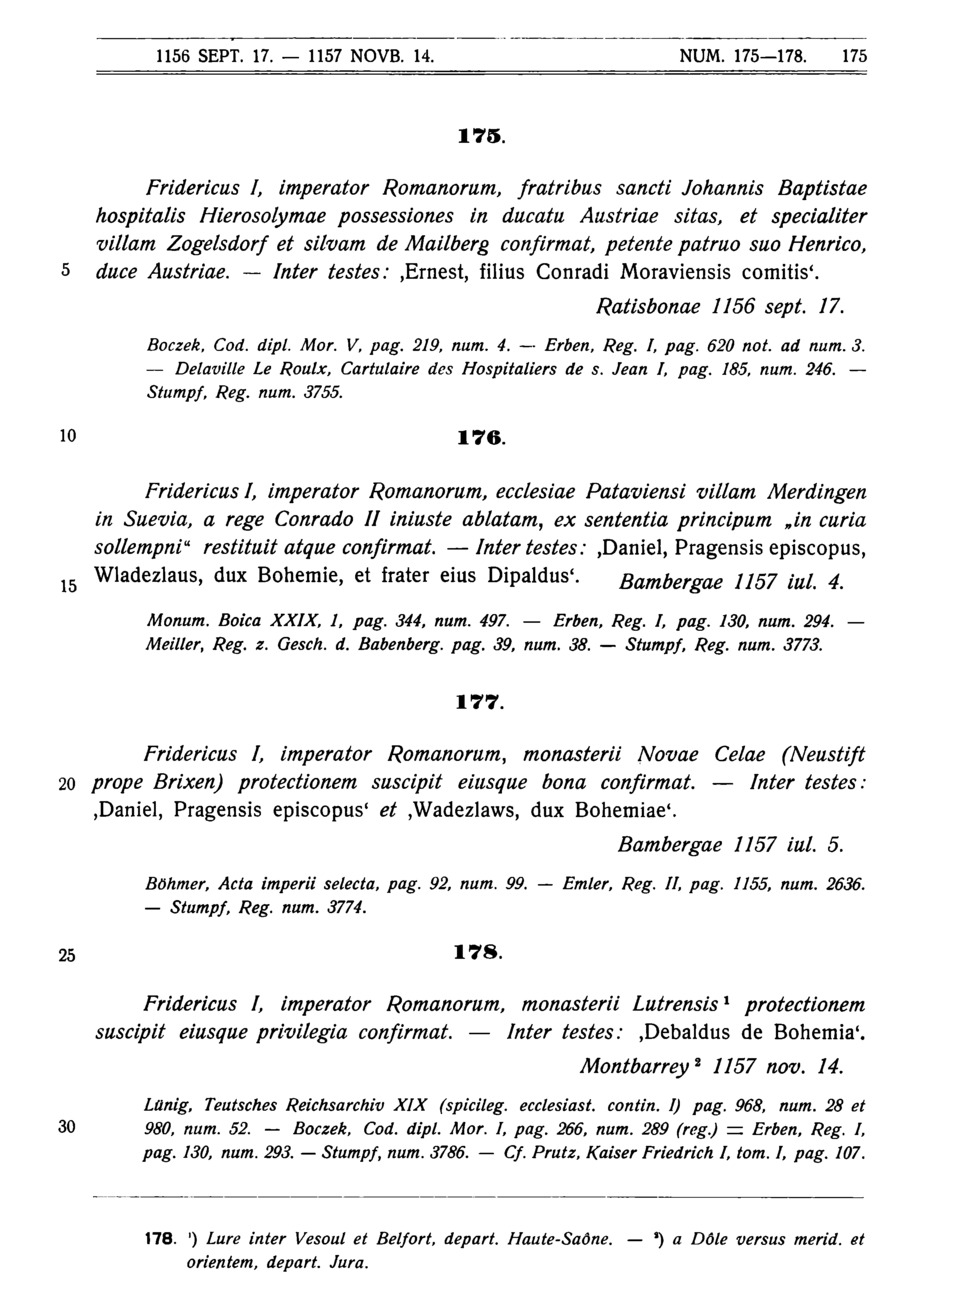 1156 SEPT. 17. — 1157 NOVB. 14. NUM. 175—178. 175
175.
Fridericus I, imperator Romanorum, fratribus sancti Johannis Baptistae
hospitalis Hierosolymae possessiones in ducatu Austriae sitas, et specialiter
villam Zogelsdorf et silvam de Mailberg confirmat, petente patruo suo Henrico,
5 duce Austriae. — Inter testes: ‚Ernest, filius Conradi Moraviensis comitis‘.
Ratisbonae 1156 sept. 17.
Boczek, Cod. dipl. Mor. V, pag. 219, num. 4. — Erben, Reg. I, pag. 620 not. ad num. 3.
— Delaville Le Roulx, Cartulaire des Hospitaliers de s. Jean I, pag. 185, num. 246. —
Stumpf, Reg. num. 3755.
10 176.
Fridericus I, imperator Romanorum, ecclesiae Pataviensi villam Merdingen
in Suevia, a rege Conrado II iniuste ablatam, ex sententia principum „in curia
sollempni“ restituit atque confirmat. — Inter testes: ‚Daniel, Pragensis episcopus,
15 Wladezlaus, dux Bohemie, et frater eius Dipaldus‘. Bambergae 1157 iul. 4.
Monum. Boica XXIX, 1, pag. 344, num. 497. — Erben, Reg. I, pag. 130, num. 294. —
Meiller, Reg. z. Gesch. d. Babenberg. pag. 39, num. 38. — Stumpf, Reg. num. 3773.
177.
Fridericus I, imperator Romanorum, monasterii Novae Celae (Neustift
20 prope Brixen) protectionem suscipit eiusque bona confirmat. — Inter testes:
‚Daniel, Pragensis episcopus‘ et ‚Wadezlaws, dux Bohemiae‘.
Bambergae 1157 iul. 5.
Böhmer, Acta imperii selecta, pag. 92, num. 99. — Emler, Reg. II, pag. 1155, num. 2636.
— Stumpf, Reg. num. 3774.
25 178.
Fridericus I, imperator Romanorum, monasterii Lutrensis¹ protectionem
suscipit eiusque privilegia confirmat. — Inter testes: ‚Debaldus de Bohemia‘.
Montbarrey² 1157 nov. 14.
Lünig, Teutsches Reichsarchiv XIX (spicileg. ecclesiast. contin. I) pag. 968, num. 28 et
30 980, num. 52. — Boczek, Cod. dipl. Mor. I, pag. 266, num. 289 (reg.) = Erben, Reg. I,
pag. 130, num. 293. — Stumpf, num. 3786. — Cf. Prutz, Kaiser Friedrich I, tom. I, pag. 107.
178. ¹) Lure inter Vesoul et Belfort, depart. Haute-Saône. — ²) a Dôle versus merid. et
orientem, depart. Jura.